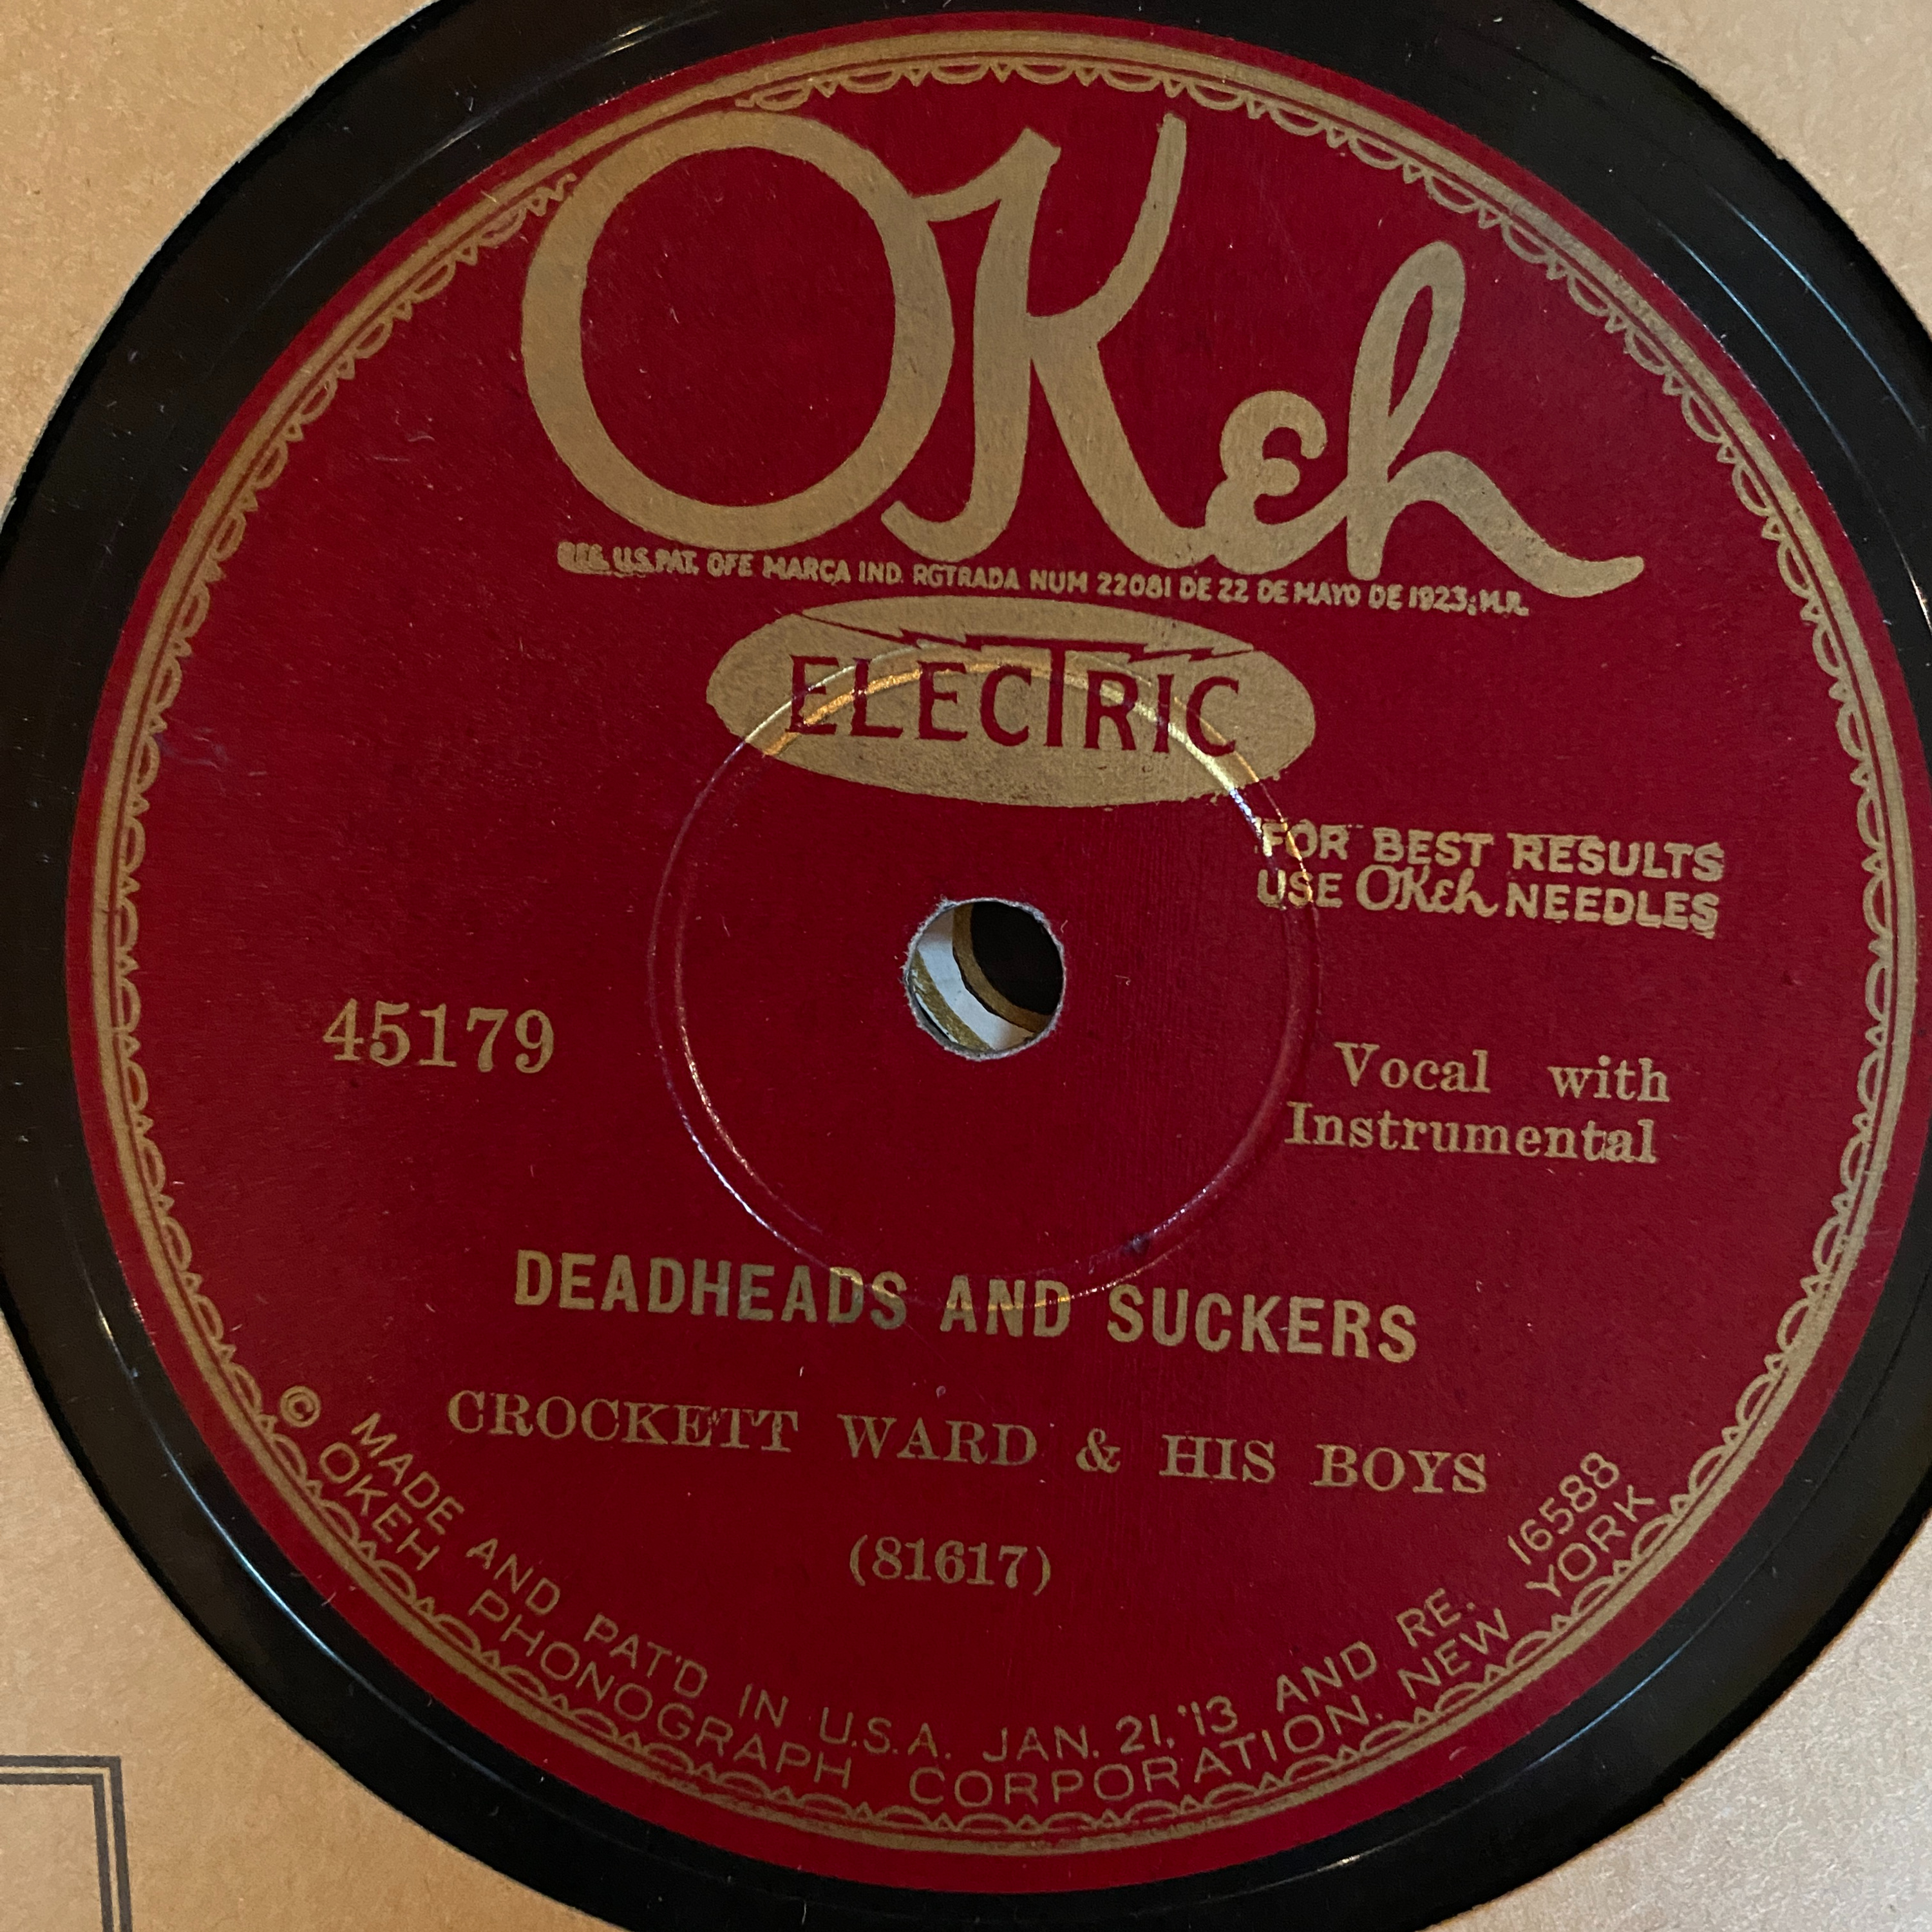 OKeh
REG. U.S. PAT. OFF. MARCA IND. RGTRADA NUM 22081 DE 22 DE MAYO DE 1923; M.R.
ELECTRIC
FOR BEST RESULTS
USE OKeh NEEDLES
45179
Vocal with
Instrumental
DEADHEADS AND SUCKERS
CROCKETT WARD & HIS BOYS
(81617)
MADE AND PAT'D IN U.S.A. JAN. 21, '13 AND RE. 16588
© OKEH PHONOGRAPH CORPORATION. NEW YORK